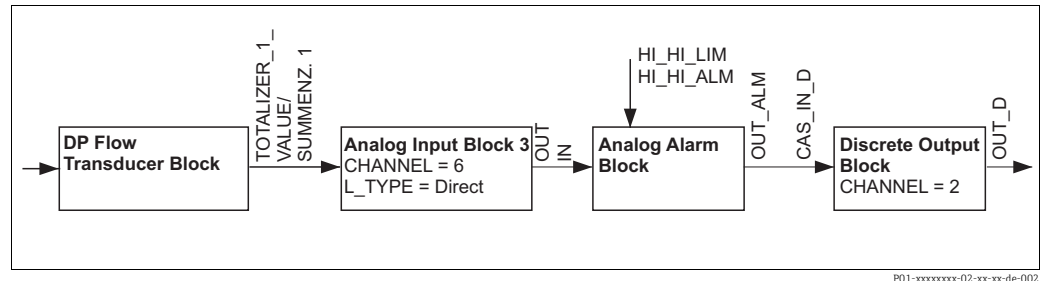 DP Flow
Transducer Block
TOTALIZER_1_
VALUE/
SUMMENZ. 1
Analog Input Block 3
CHANNEL = 6
L_TYPE = Direct
OUT
IN
HI_HI_LIM
HI_HI_ALM
Analog Alarm
Block
OUT_ALM
CAS_IN_D
Discrete Output
Block
CHANNEL = 2
OUT_D
P01-xxxxxxxx-02-xx-xx-de-002